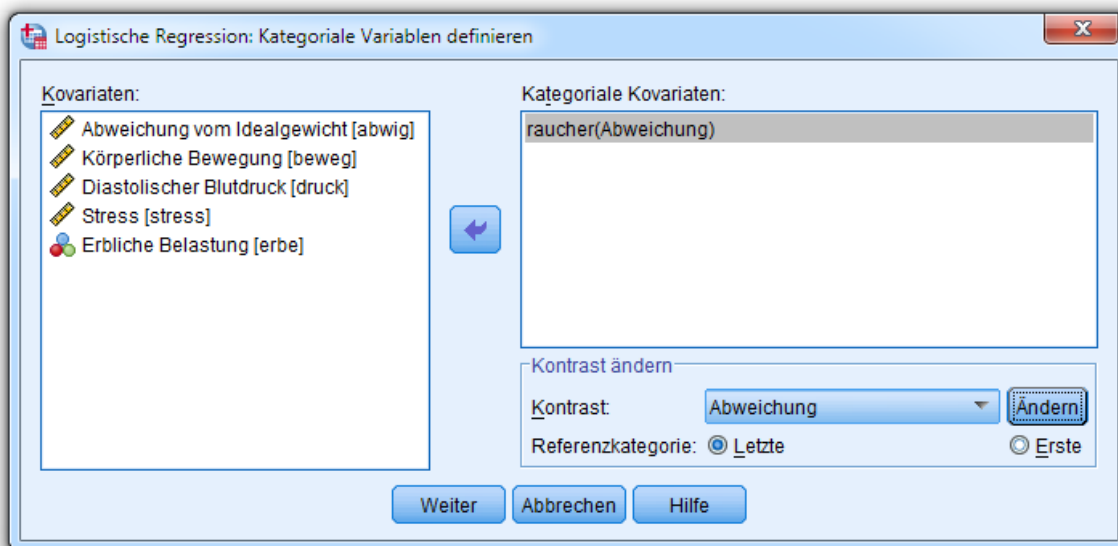 Logistische Regression: Kategoriale Variablen definieren
Kovariaten:
Abweichung vom Idealgewicht [abwig]
Körperliche Bewegung [beweg]
Diastolischer Blutdruck [druck]
Stress [stress]
Erbliche Belastung [erbe]
Kategoriale Kovariaten:
raucher(Abweichung)
Kontrast ändern
Kontrast: Abweichung Ändern
Referenzkategorie: Letzte Erste
Weiter Abbrechen Hilfe